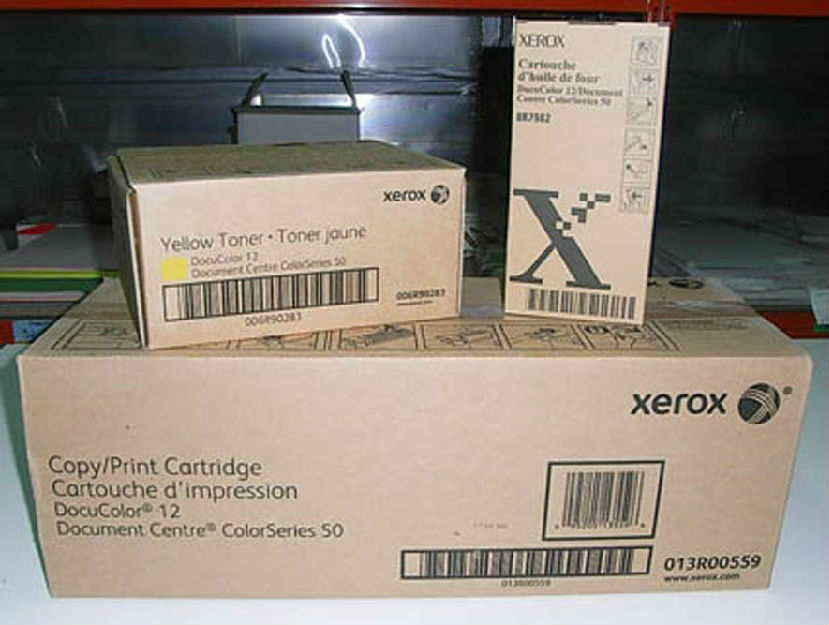 XEROX
Cartouche
d'huile de four
DocuColor 12/Document
Centre ColorSeries 50
8R7982
X
xerox
Yellow Toner • Toner jaune
DocuColor 12
Document Centre ColorSeries 50
006R90283
006R90283
xerox
Copy/Print Cartridge
Cartouche d'impression
DocuColor® 12
Document Centre® ColorSeries 50
013R00559
www.xerox.com
013R00559